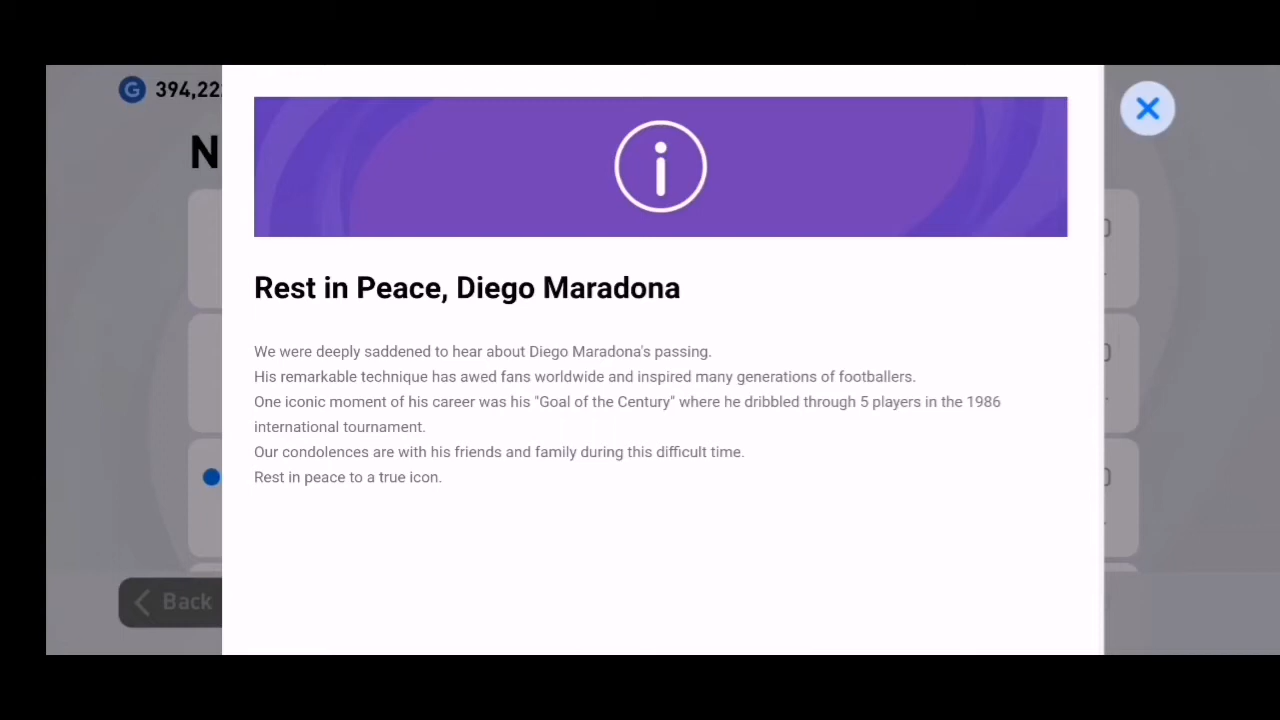 G 394,22
N
i
Rest in Peace, Diego Maradona
We were deeply saddened to hear about Diego Maradona's passing.
His remarkable technique has awed fans worldwide and inspired many generations of footballers.
One iconic moment of his career was his "Goal of the Century" where he dribbled through 5 players in the 1986
international tournament.
Our condolences are with his friends and family during this difficult time.
Rest in peace to a true icon.
Back